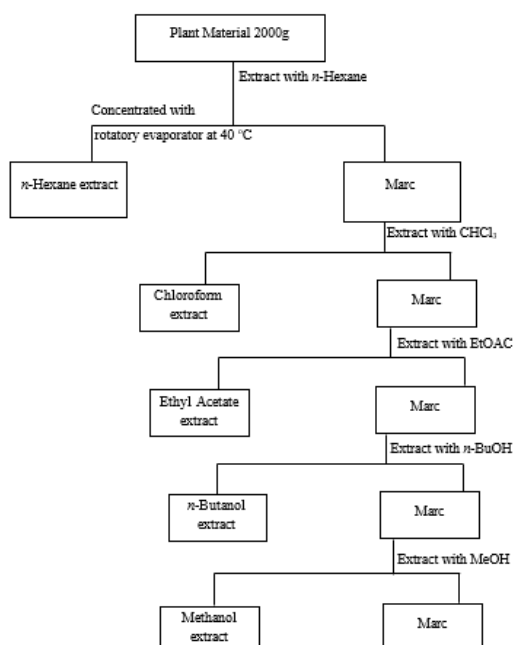 Plant Material 2000g
Extract with n-Hexane
Concentrated with
rotatory evaporator at 40 °C
n-Hexane extract
Marc
Extract with CHCl₃
Chloroform
extract
Marc
Extract with EtOAC
Ethyl Acetate
extract
Marc
Extract with n-BuOH
n-Butanol
extract
Marc
Extract with MeOH
Methanol
extract
Marc